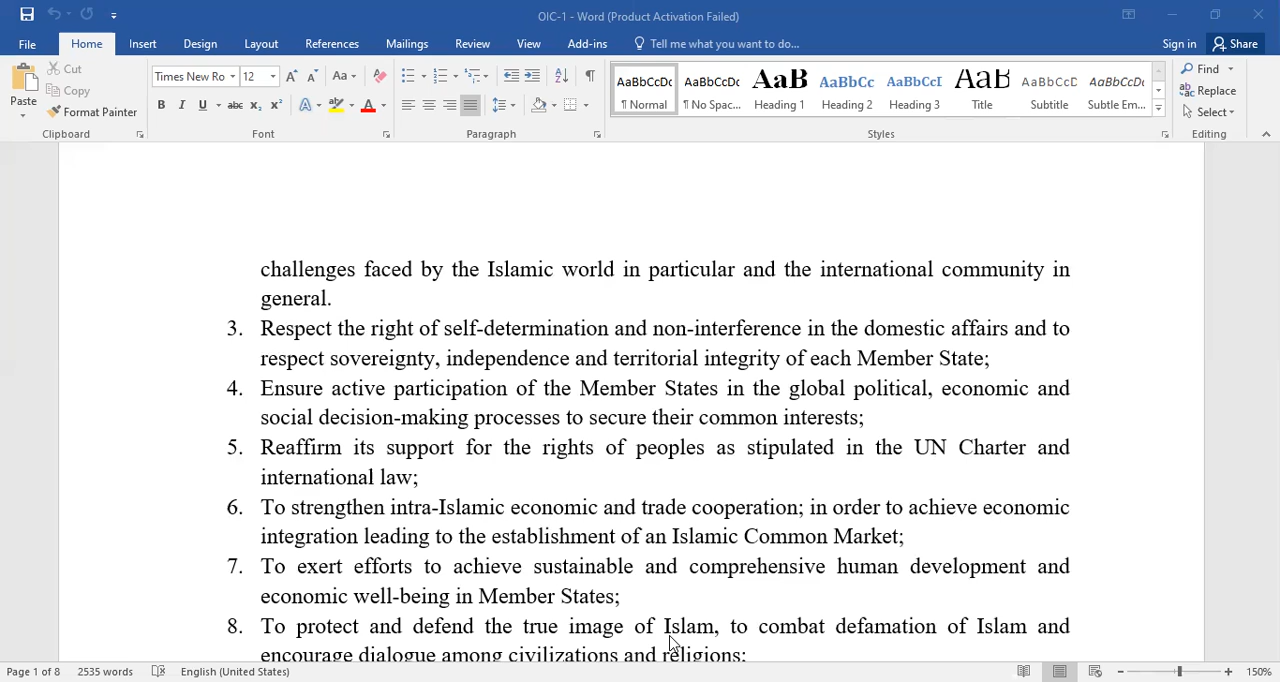 OIC-1 - Word (Product Activation Failed)
File Home Insert Design Layout References Mailings Review View Add-ins Tell me what you want to do... Sign in Share
Paste Cut Copy Format Painter
Times New Ro 12 Aa
B I U abc X₂ X² A A
AaBbCcDc AaBbCcDc AaB AaBbCc AaBbCcI AaB AaBbCcD AaBbCcDc
¶ Normal ¶ No Spac... Heading 1 Heading 2 Heading 3 Title Subtitle Subtle Em...
Find Replace Select
Clipboard Font Paragraph Styles Editing
challenges faced by the Islamic world in particular and the international community in
general.
3. Respect the right of self-determination and non-interference in the domestic affairs and to
respect sovereignty, independence and territorial integrity of each Member State;
4. Ensure active participation of the Member States in the global political, economic and
social decision-making processes to secure their common interests;
5. Reaffirm its support for the rights of peoples as stipulated in the UN Charter and
international law;
6. To strengthen intra-Islamic economic and trade cooperation; in order to achieve economic
integration leading to the establishment of an Islamic Common Market;
7. To exert efforts to achieve sustainable and comprehensive human development and
economic well-being in Member States;
8. To protect and defend the true image of Islam, to combat defamation of Islam and
encourage dialogue among civilizations and religions;
Page 1 of 8 2535 words English (United States) 150%